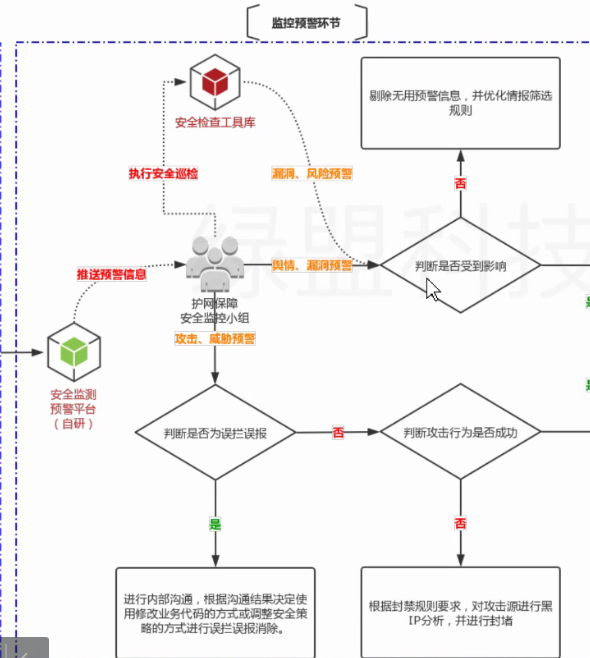 监控预警环节
安全检查工具库
剔除无用预警信息，并优化情报筛选
规则
执行安全巡检
漏洞、风险预警
否
绿盟科技
推送预警信息
舆情、漏洞预警
判断是否受到影响
护网保障
安全监控小组
攻击、威胁预警
安全监测
预警平台
（自研）
判断是否为误拦误报
否
判断攻击行为是否成功
是
否
进行内部沟通，根据沟通结果决定使
用修改业务代码的方式或调整安全策
略的方式进行误拦误报消除。
根据封禁规则要求，对攻击源进行黑
IP分析，并进行封堵